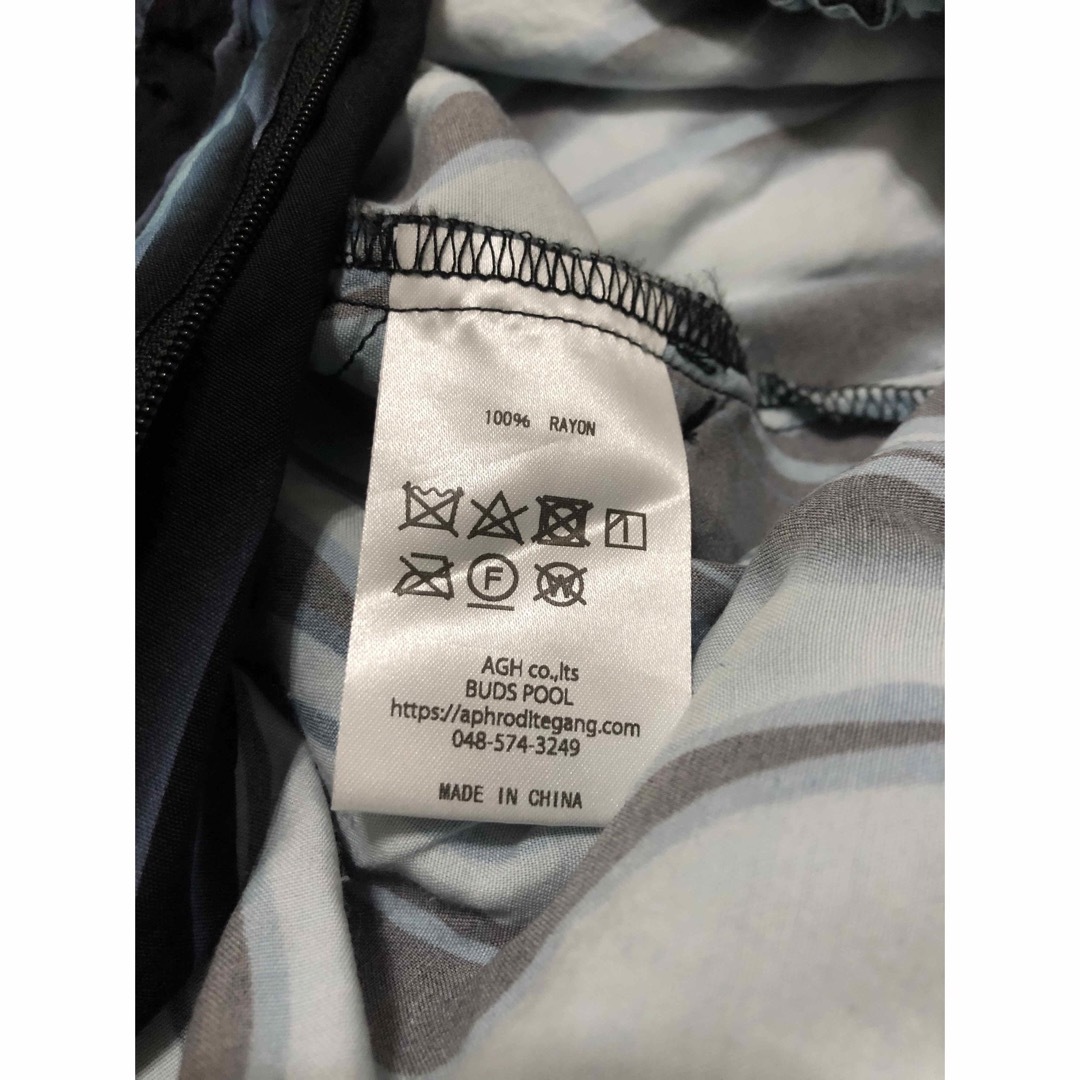 100% RAYON
F W
AGH co.,lts
BUDS POOL
https://aphroditegang.com
048-574-3249
MADE IN CHINA